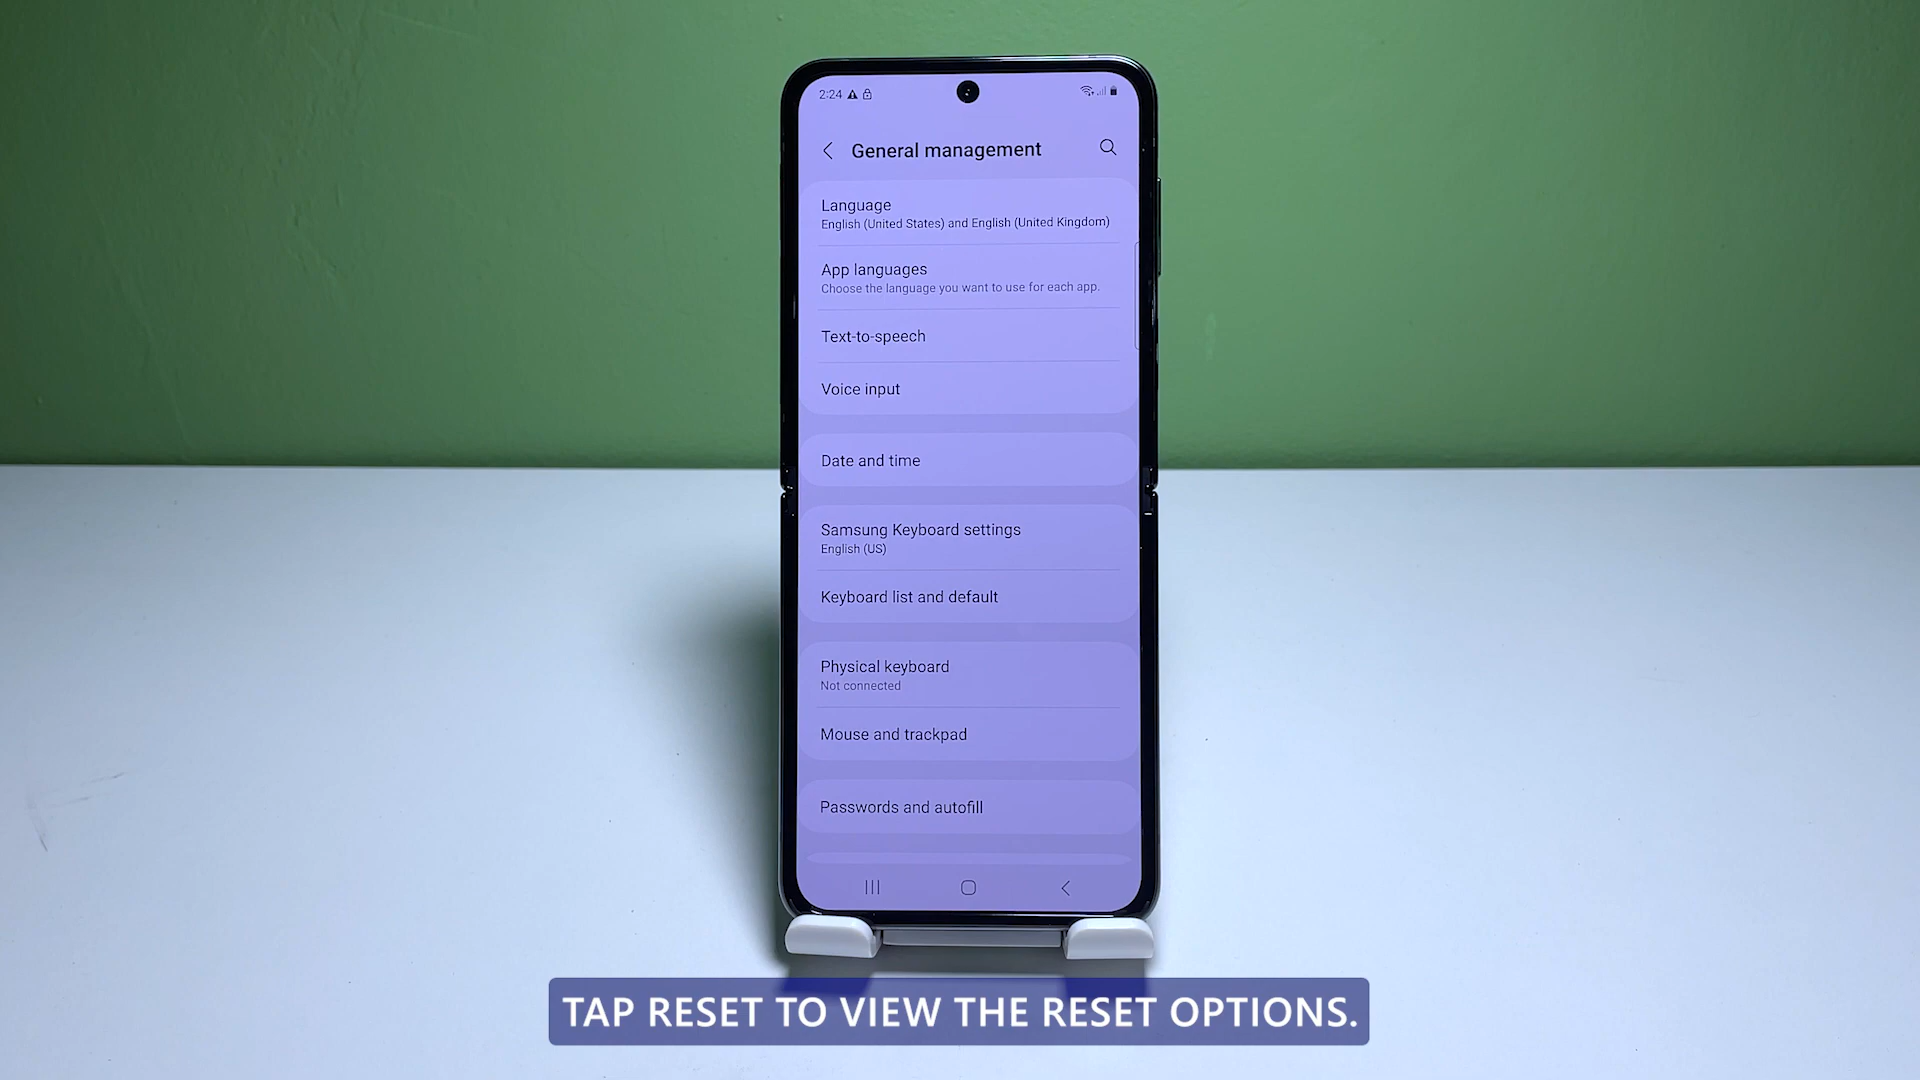 2:24
General management
Language
English (United States) and English (United Kingdom)
App languages
Choose the language you want to use for each app.
Text-to-speech
Voice input
Date and time
Samsung Keyboard settings
English (US)
Keyboard list and default
Physical keyboard
Not connected
Mouse and trackpad
Passwords and autofill
TAP RESET TO VIEW THE RESET OPTIONS.